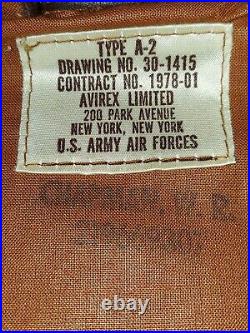 TYPE A-2
DRAWING NO. 30-1415
CONTRACT NO. 1978-01
AVIREX LIMITED
200 PARK AVENUE
NEW YORK, NEW YORK
U.S. ARMY AIR FORCES
W. R.